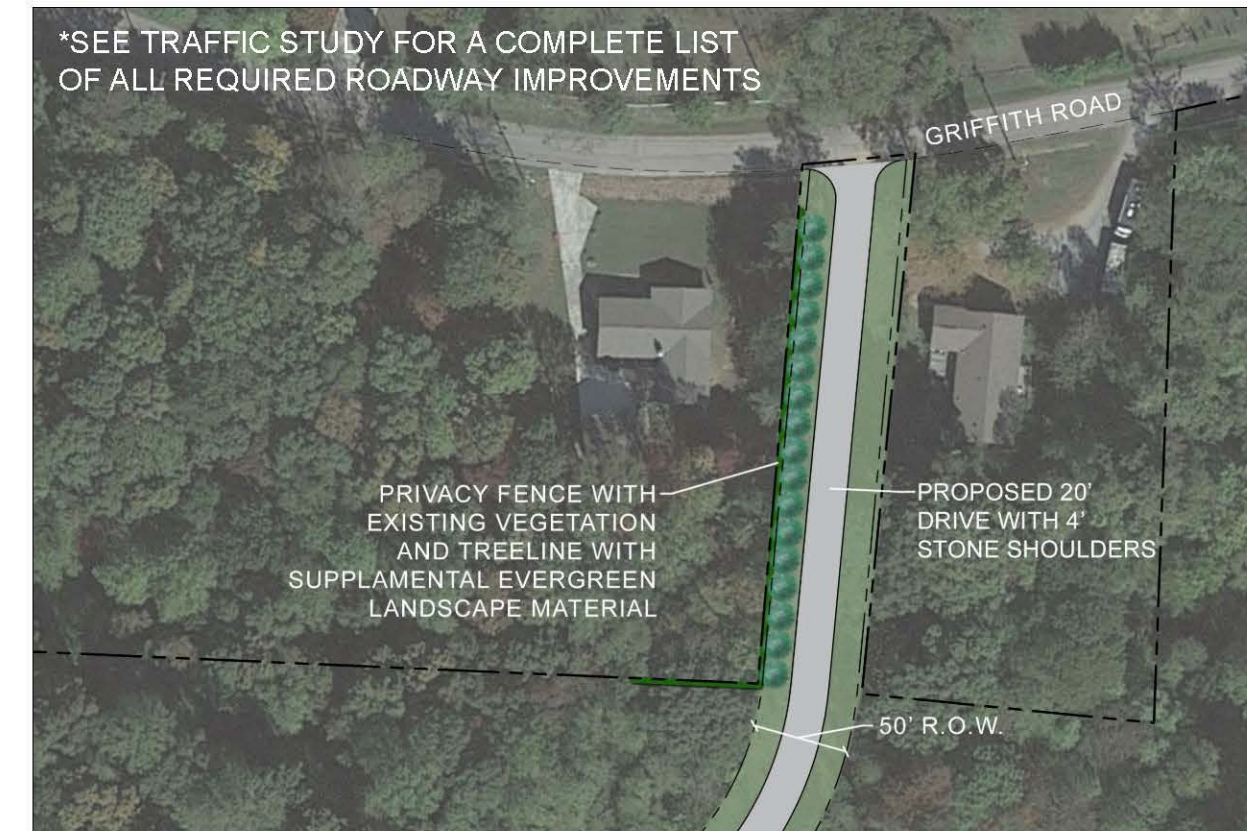 *SEE TRAFFIC STUDY FOR A COMPLETE LIST
OF ALL REQUIRED ROADWAY IMPROVEMENTS
GRIFFITH ROAD
PRIVACY FENCE WITH
EXISTING VEGETATION
AND TREELINE WITH
SUPPLAMENTAL EVERGREEN
LANDSCAPE MATERIAL
PROPOSED 20'
DRIVE WITH 4'
STONE SHOULDERS
50' R.O.W.